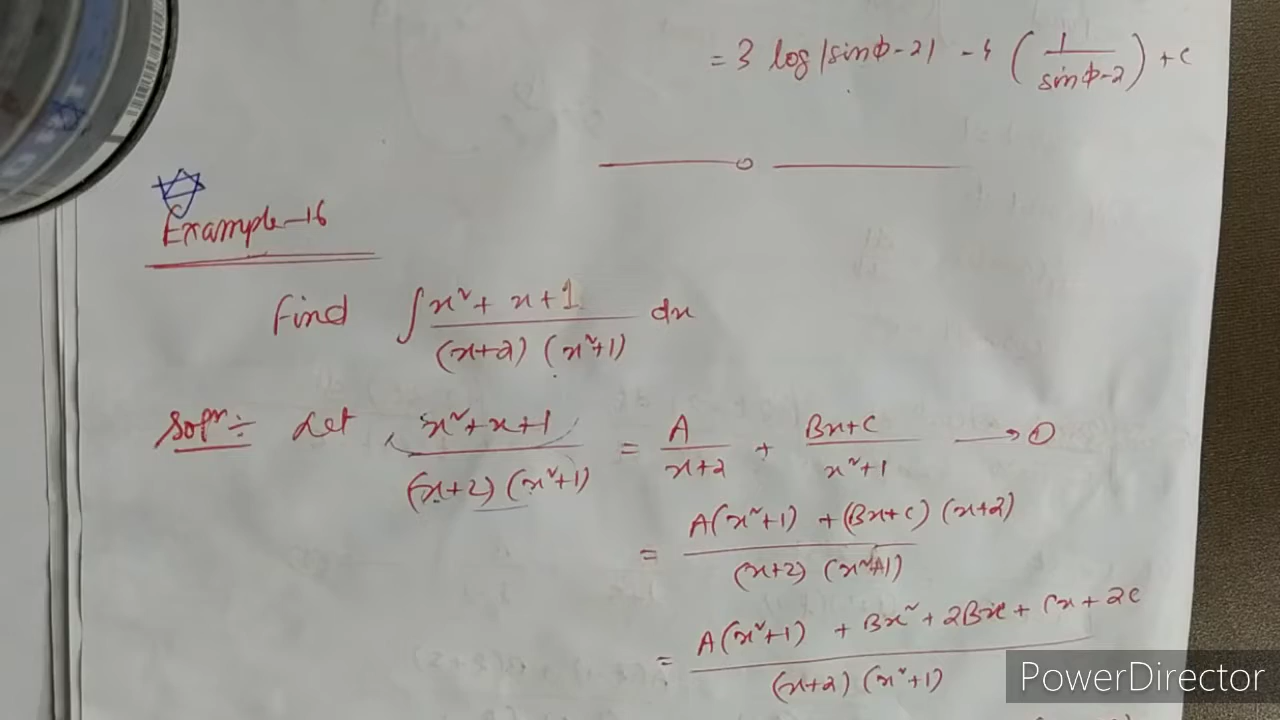 = 3 log |sinϕ-2| - 4 ( 1 / sinϕ-2 ) + c
Example-16
Find ∫ x² + x+1 / (x+2) (x²+1) dx
Solⁿ:- Let x²+x+1 / (x+2) (x²+1) = A / x+2 + Bx+C / x²+1 → ①
= A(x²+1) + (Bx+C) (x+2) / (x+2) (x²+1)
= A(x²+1) + Bx² + 2Bx + Cx + 2C / (x+2) (x²+1)
PowerDirector